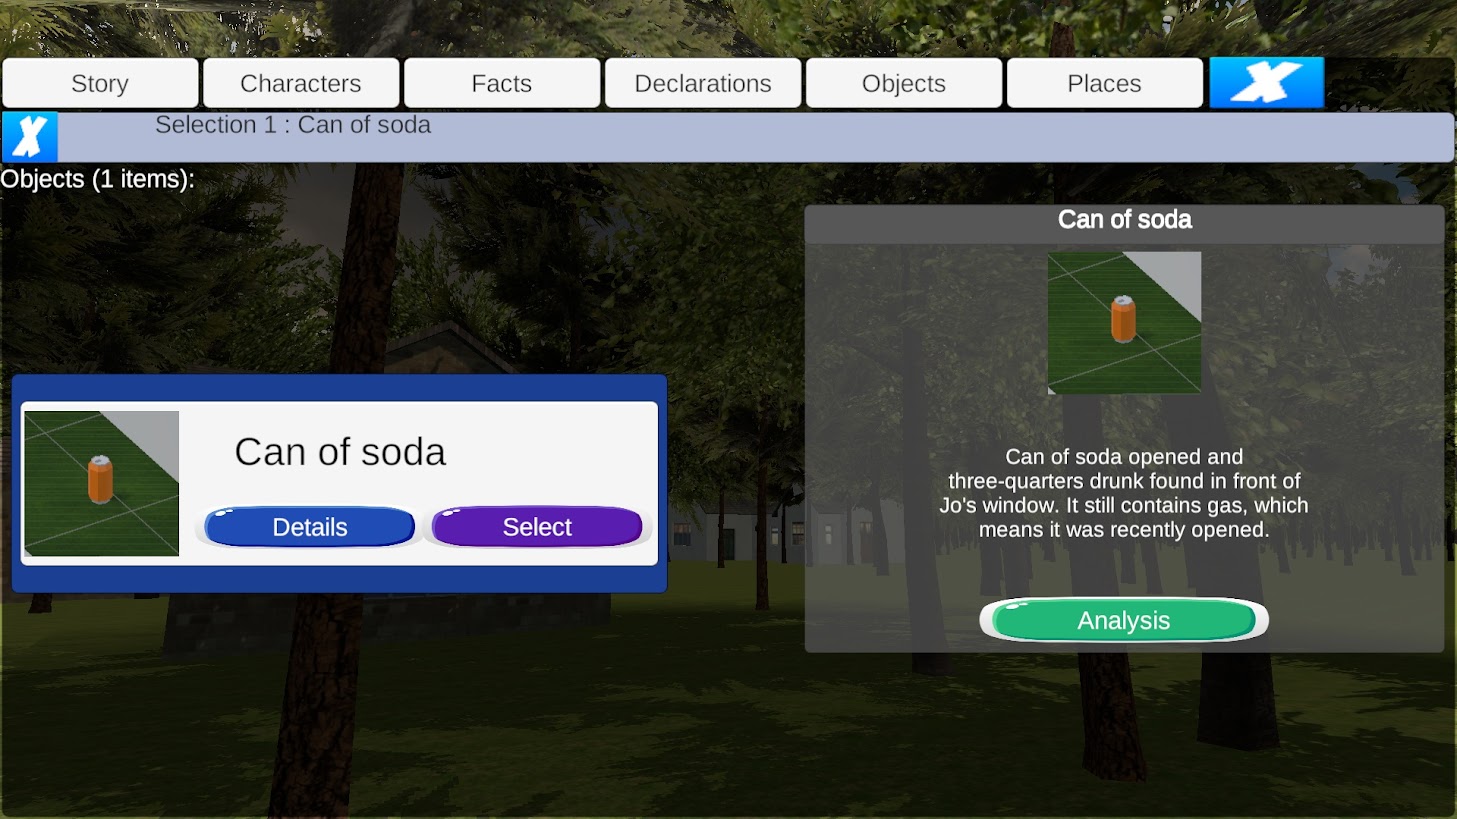 Story
Characters
Facts
Declarations
Objects
Places
X
X
Selection 1 : Can of soda
Objects (1 items):
Can of soda
Details
Select
Can of soda
Can of soda opened and
three-quarters drunk found in front of
Jo's window. It still contains gas, which
means it was recently opened.
Analysis